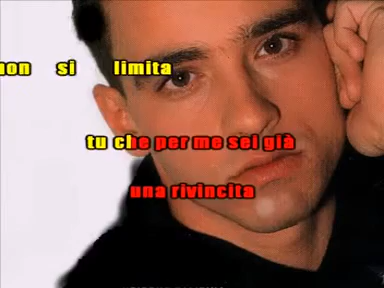 non si limita
tu che per me sei già
una rivincita